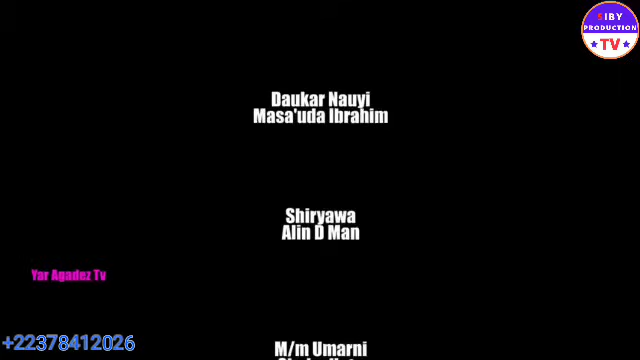 SIBY
PRODUCTION
TV
Daukar Nauyi
Masa'uda Ibrahim
Shiryawa
Alin D Man
Yar Agadez Tv
+22378412026
M/m Umarni